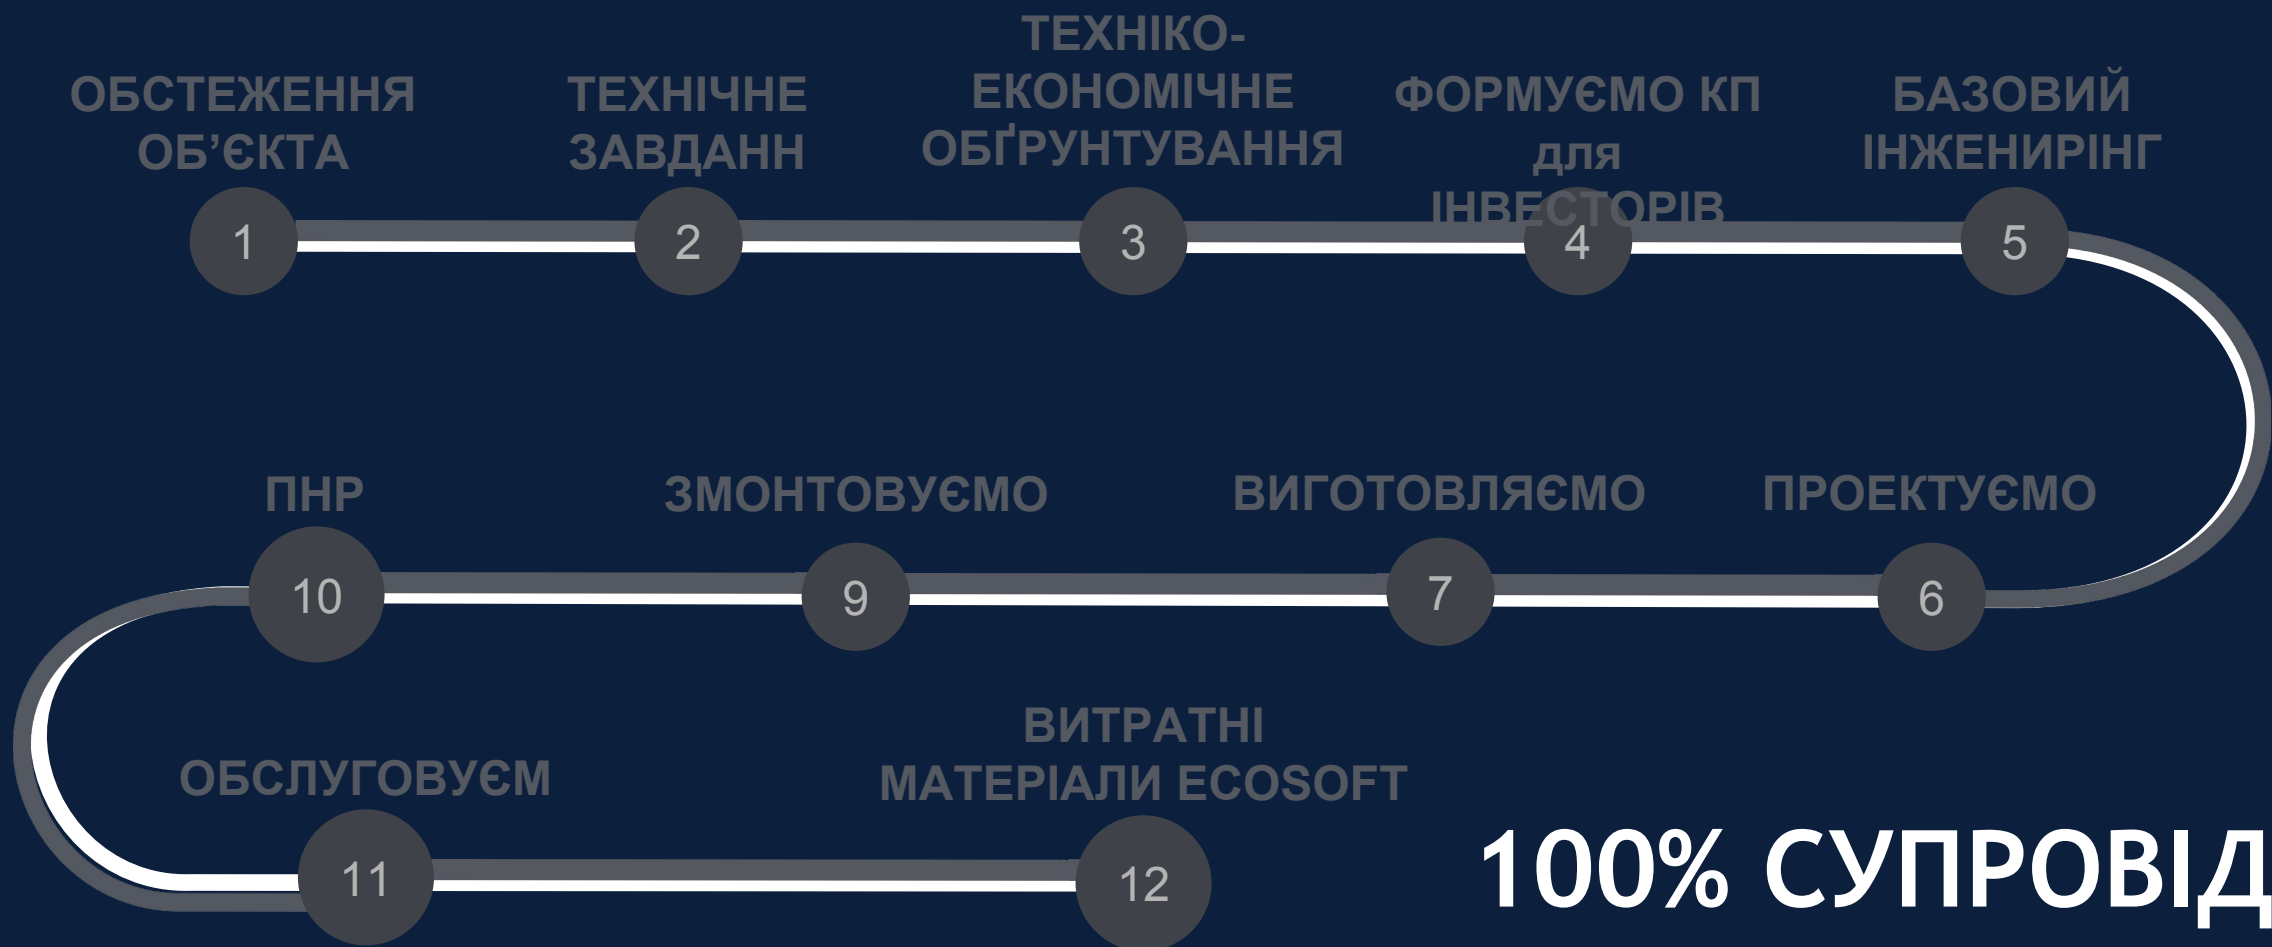 ОБСТЕЖЕННЯ
ОБ’ЄКТА
1
ТЕХНІЧНЕ
ЗАВДАНН
2
ТЕХНІКО-
ЕКОНОМІЧНЕ
ОБҐРУНТУВАННЯ
3
ФОРМУЄМО КП
для
ІНВЕСТОРІВ
4
БАЗОВИЙ
ІНЖЕНИРІНГ
5
ПРОЕКТУЄМО
6
ВИГОТОВЛЯЄМО
7
ЗМОНТОВУЄМО
9
ПНР
10
ОБСЛУГОВУЄМ
11
ВИТРАТНІ
МАТЕРІАЛИ ECOSOFT
12
100% СУПРОВІД